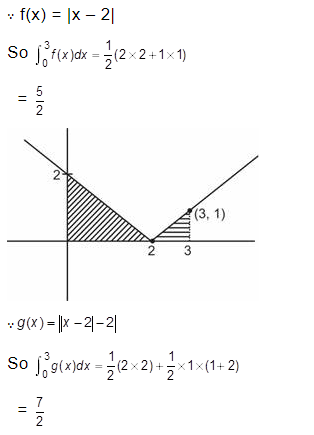 ∵ f(x) = |x – 2|
So ∫₀³ f(x)dx = 1/2 (2 × 2 + 1 × 1)
= 5/2
2
(3, 1)
2 3
∵ g(x) = ||x – 2| – 2|
So ∫₀³ g(x)dx = 1/2 (2 × 2) + 1/2 × 1 × (1 + 2)
= 7/2